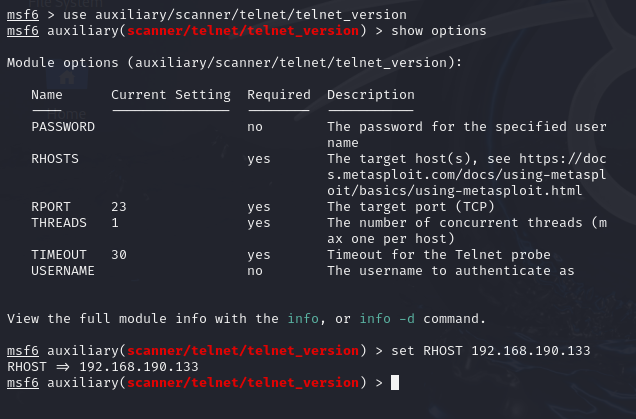 msf6 > use auxiliary/scanner/telnet/telnet_version
msf6 auxiliary(scanner/telnet/telnet_version) > show options
Module options (auxiliary/scanner/telnet/telnet_version):
Name Current Setting Required Description
---- --------------- -------- -----------
PASSWORD no The password for the specified user
name
RHOSTS yes The target host(s), see https://doc
s.metasploit.com/docs/using-metaspl
oit/basics/using-metasploit.html
RPORT 23 yes The target port (TCP)
THREADS 1 yes The number of concurrent threads (m
ax one per host)
TIMEOUT 30 yes Timeout for the Telnet probe
USERNAME no The username to authenticate as
View the full module info with the info, or info -d command.
msf6 auxiliary(scanner/telnet/telnet_version) > set RHOST 192.168.190.133
RHOST => 192.168.190.133
msf6 auxiliary(scanner/telnet/telnet_version) >
File System
Home